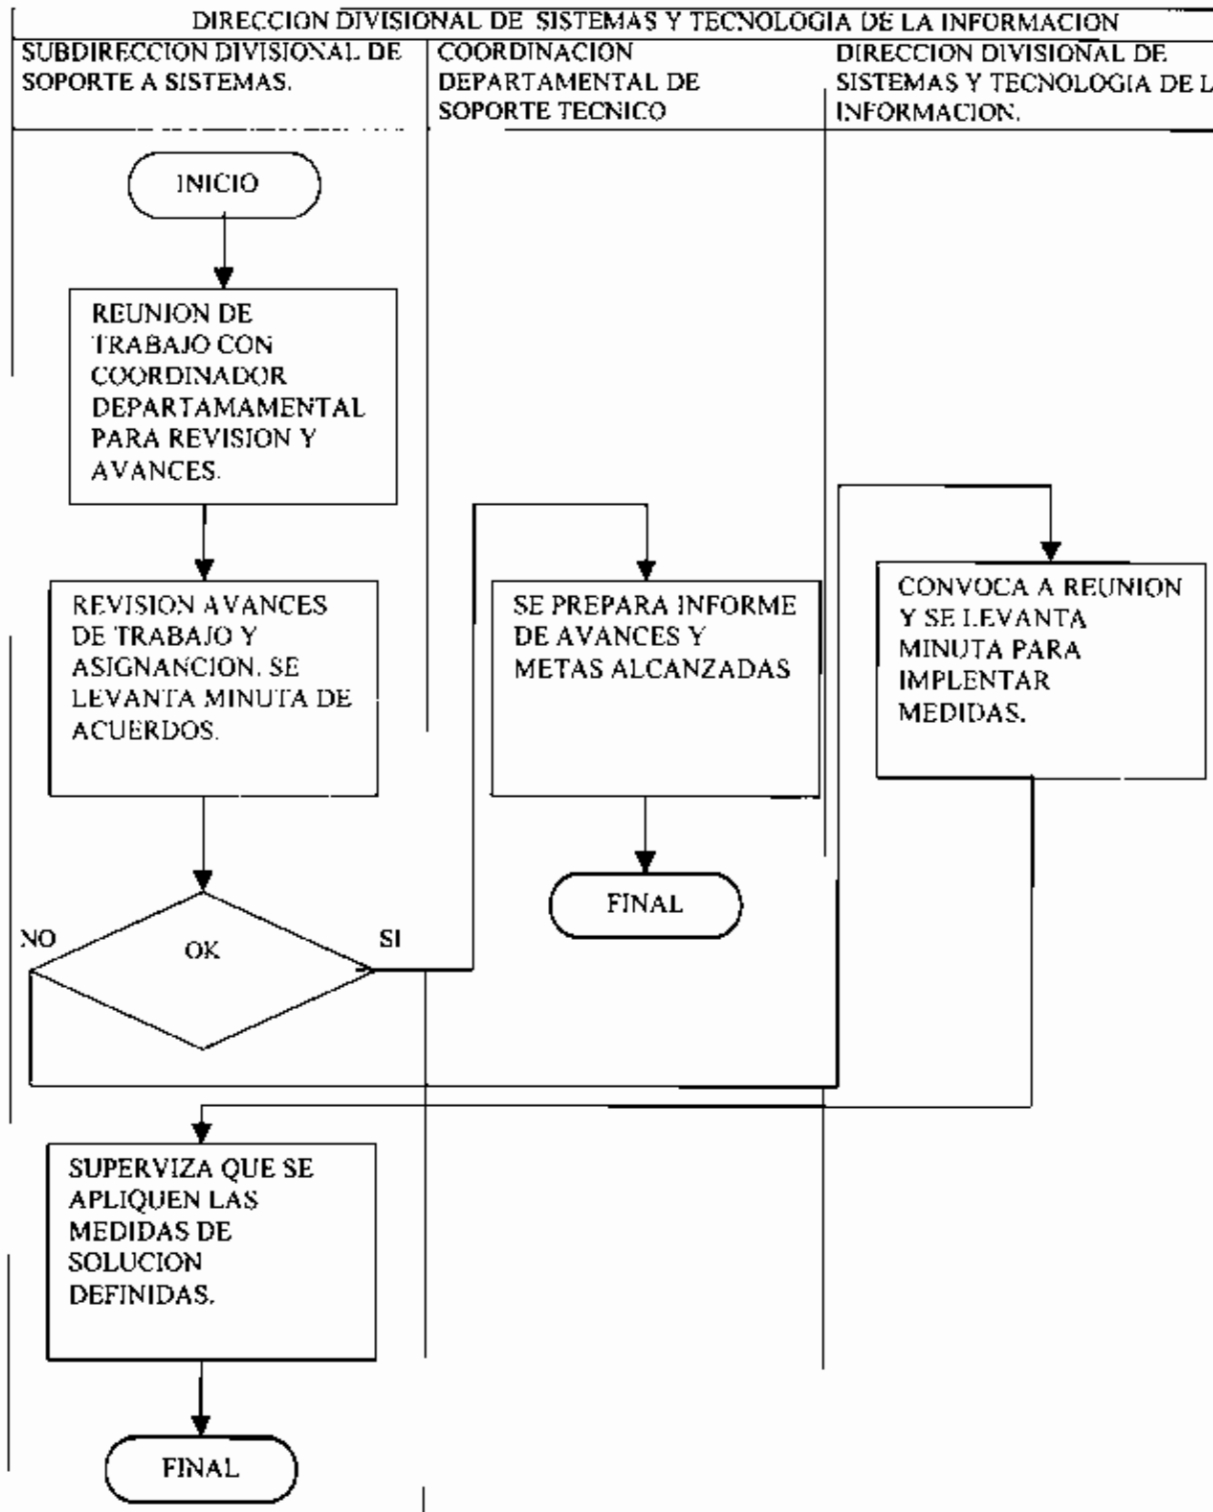 DIRECCION DIVISIONAL DE SISTEMAS Y TECNOLOGIA DE LA INFORMACION
SUBDIRECCION DIVISIONAL DE
SOPORTE A SISTEMAS.
COORDINACION
DEPARTAMENTAL DE
SOPORTE TECNICO
DIRECCION DIVISIONAL DE
SISTEMAS Y TECNOLOGIA DE L
INFORMACION.
INICIO
REUNION DE
TRABAJO CON
COORDINADOR
DEPARTAMAMENTAL
PARA REVISION Y
AVANCES.
REVISION AVANCES
DE TRABAJO Y
ASIGNANCION. SE
LEVANTA MINUTA DE
ACUERDOS.
SE PREPARA INFORME
DE AVANCES Y
METAS ALCANZADAS
CONVOCA A REUNION
Y SE LEVANTA
MINUTA PARA
IMPLENTAR
MEDIDAS.
FINAL
NO
OK
SI
SUPERVIZA QUE SE
APLIQUEN LAS
MEDIDAS DE
SOLUCION
DEFINIDAS.
FINAL